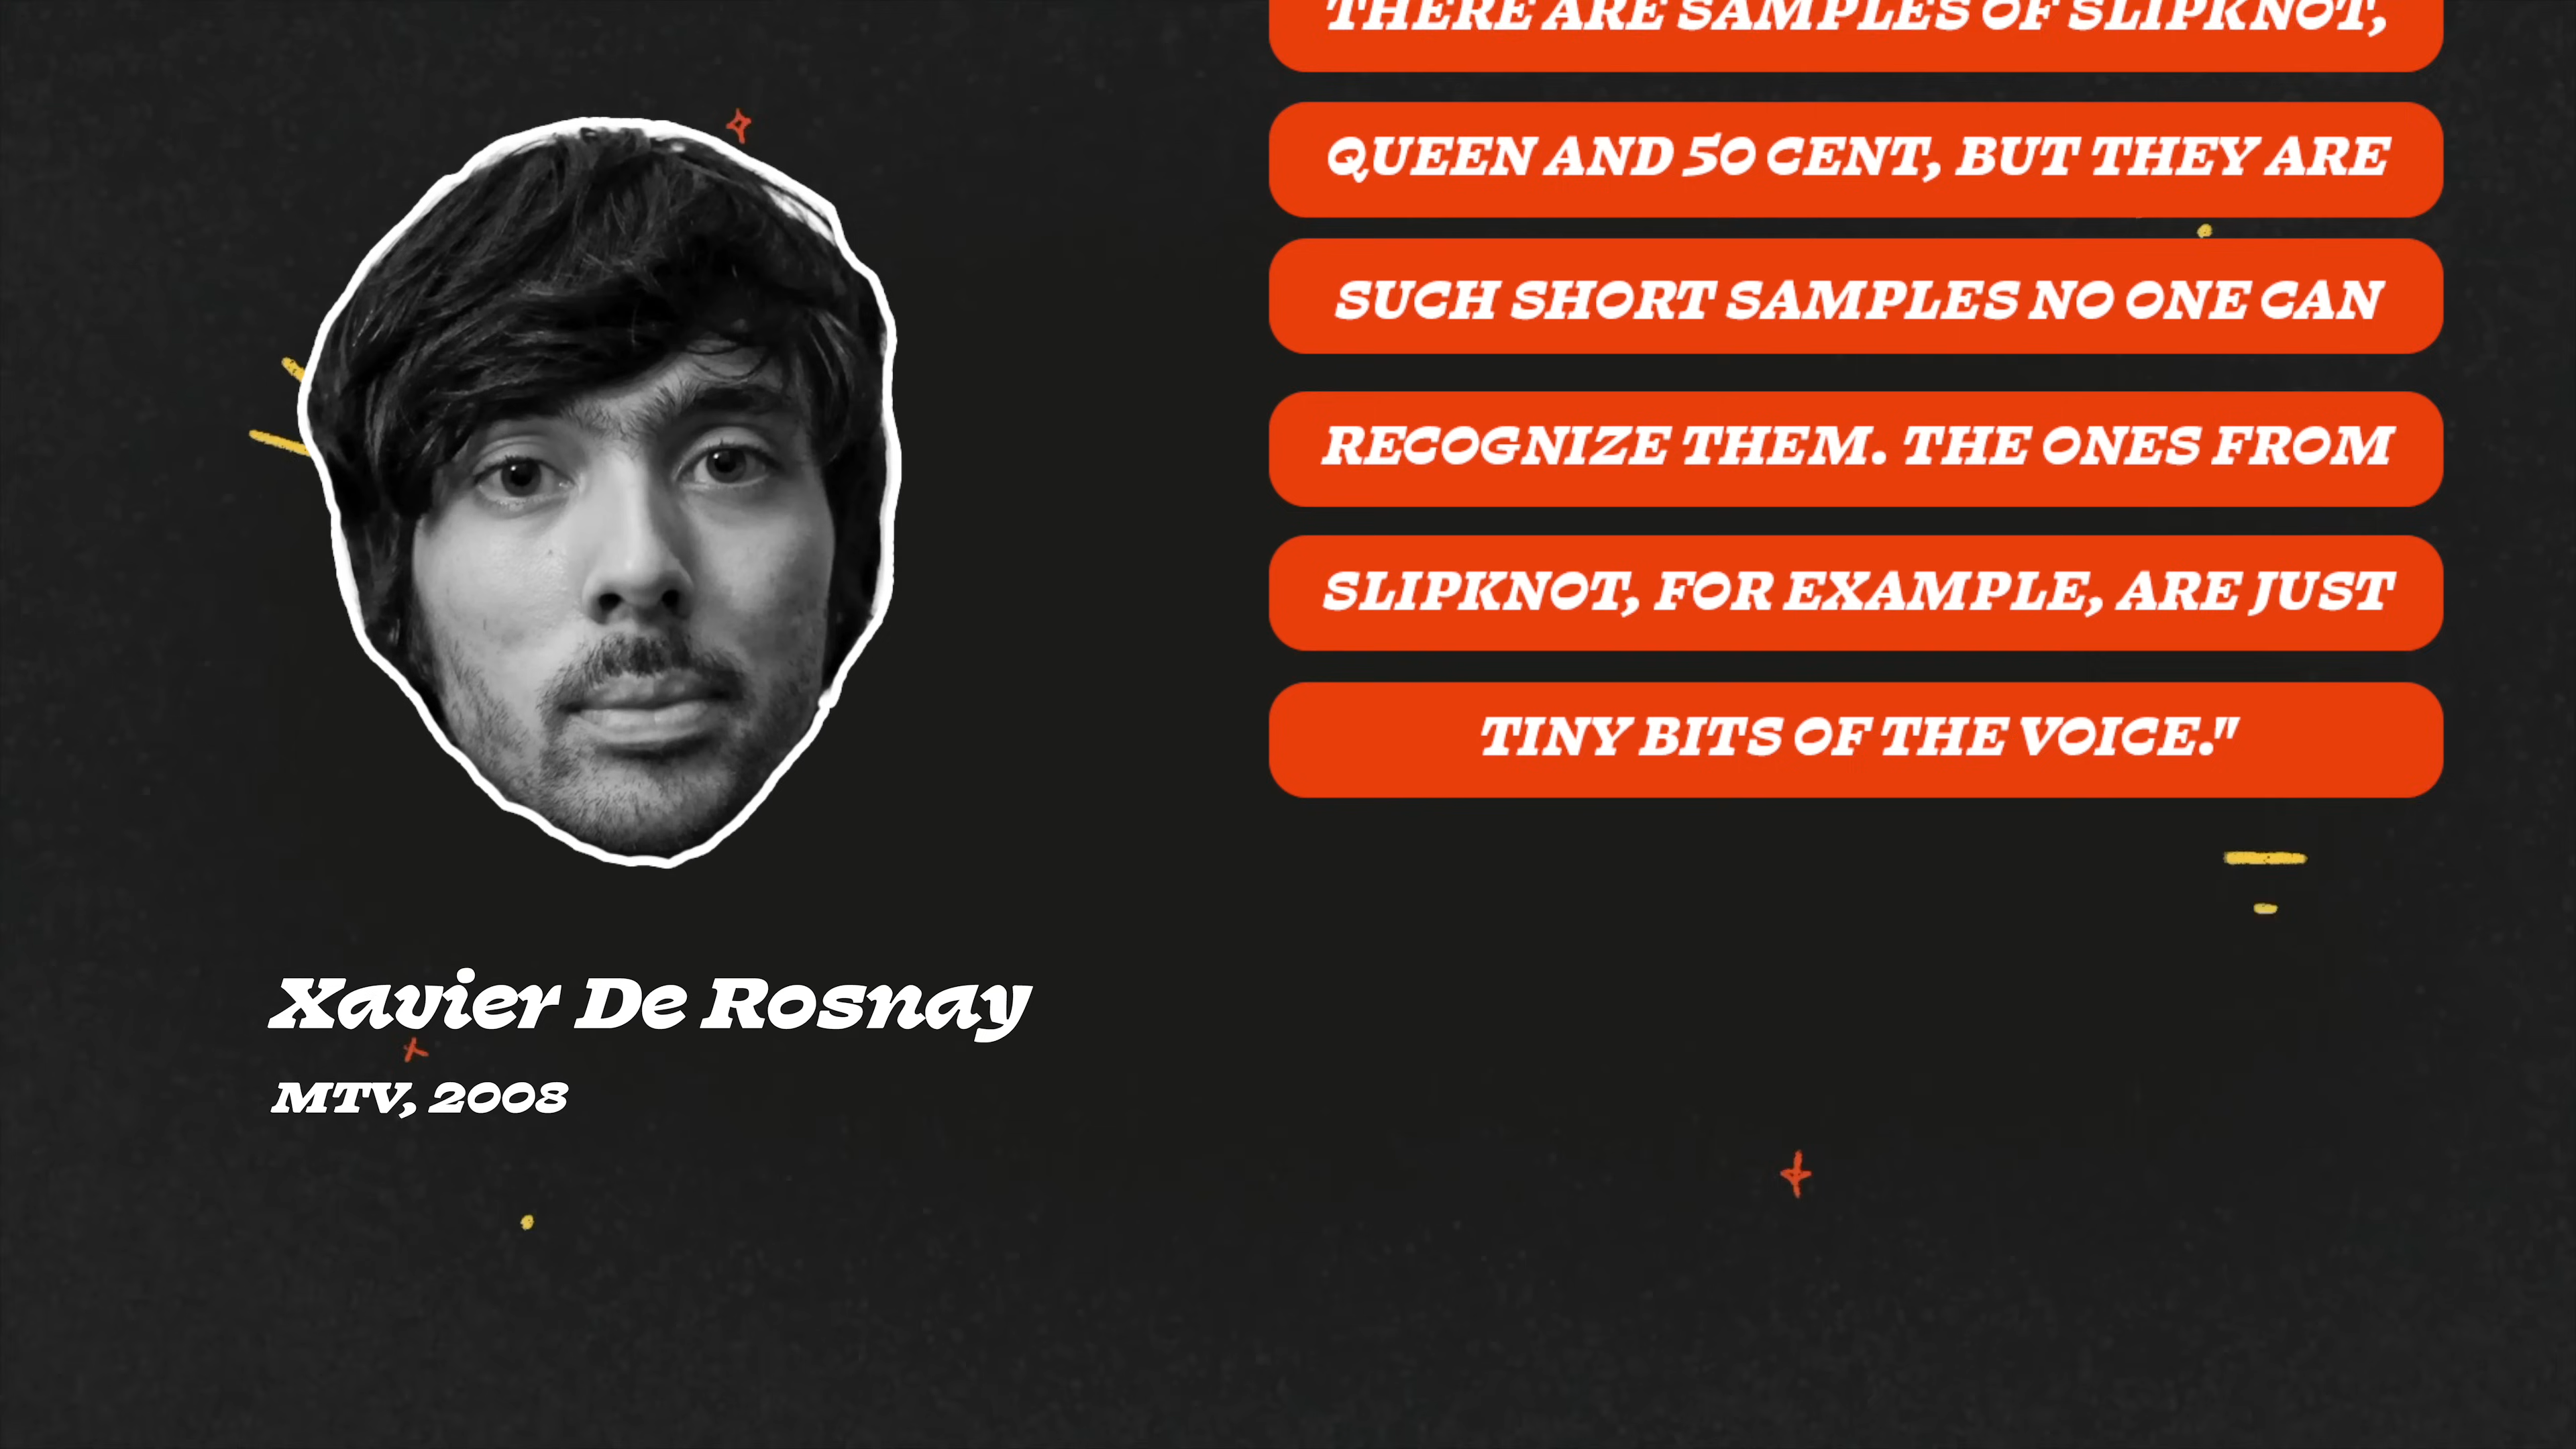 THERE ARE SAMPLES OF SLIPKNOT,
QUEEN AND 50 CENT, BUT THEY ARE
SUCH SHORT SAMPLES NO ONE CAN
RECOGNIZE THEM. THE ONES FROM
SLIPKNOT, FOR EXAMPLE, ARE JUST
TINY BITS OF THE VOICE."
Xavier De Rosnay
MTV, 2008